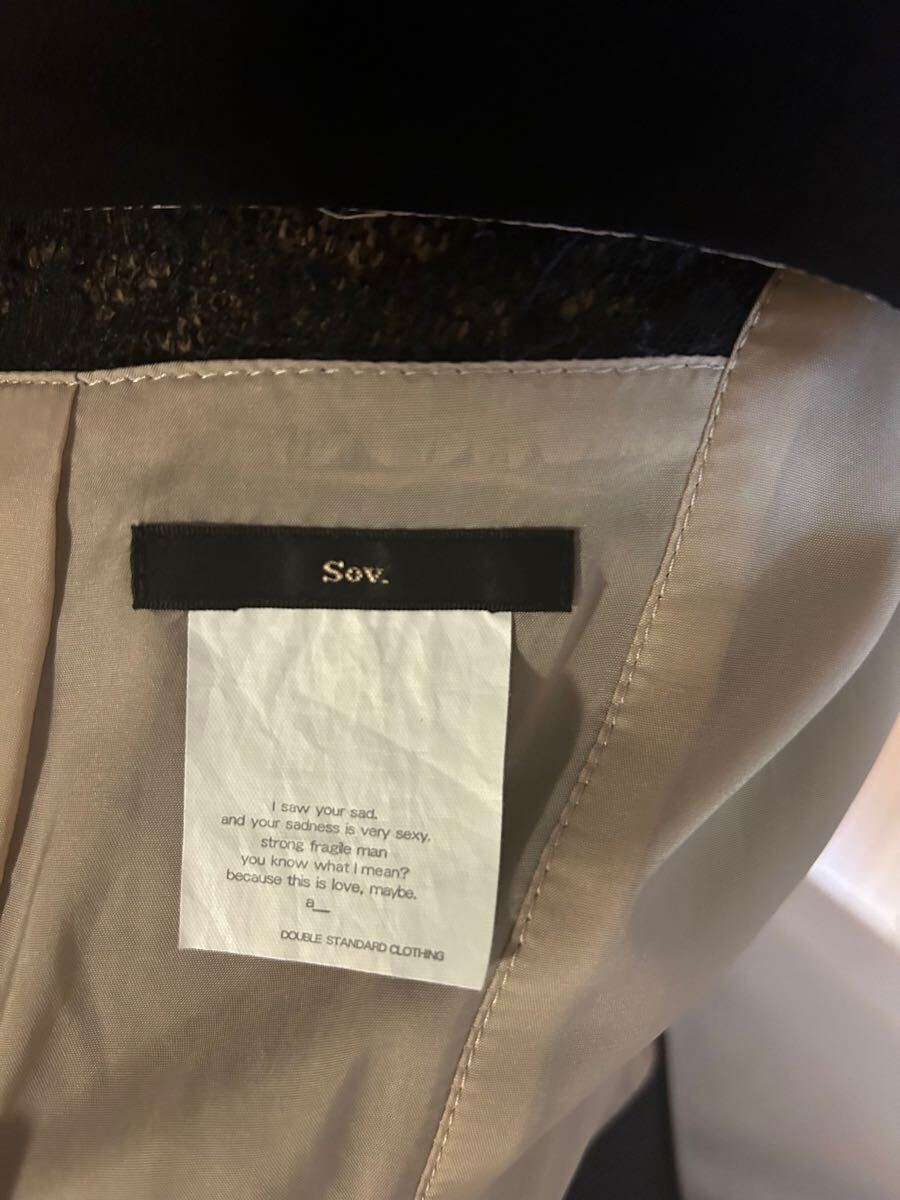 Sov.
I saw your sad.
and your sadness is very sexy.
strong fragile man
you know what I mean?
because this is love, maybe.
a__
DOUBLE STANDARD CLOTHING